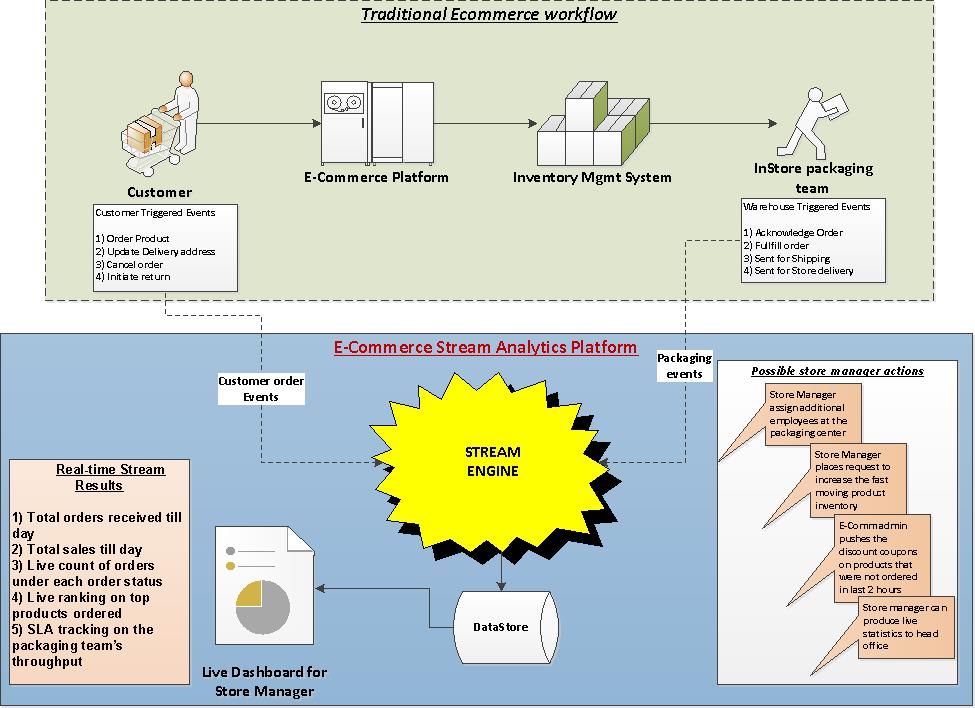 Traditional Ecommerce workflow
Customer
E-Commerce Platform
Inventory Mgmt System
InStore packaging
team
Customer Triggered Events
1) Order Product
2) Update Delivery address
3) Cancel order
4) Initiate return
Warehouse Triggered Events
1) Acknowledge Order
2) Fullfill order
3) Sent for Shipping
4) Sent for Store delivery
E-Commerce Stream Analytics Platform
Customer order
Events
Packaging
events
STREAM
ENGINE
Real-time Stream
Results
1) Total orders received till
day
2) Total sales till day
3) Live count of orders
under each order status
4) Live ranking on top
products ordered
5) SLA tracking on the
packaging team's
throughput
Live Dashboard for
Store Manager
DataStore
Possible store manager actions
Store Manager
assign additional
employees at the
packaging center
Store Manager
places request to
increase the fast
moving product
inventory
E-Commadmin
pushes the
discount coupons
on products that
were not ordered
in last 2 hours
Store manager can
produce live
statistics to head
office